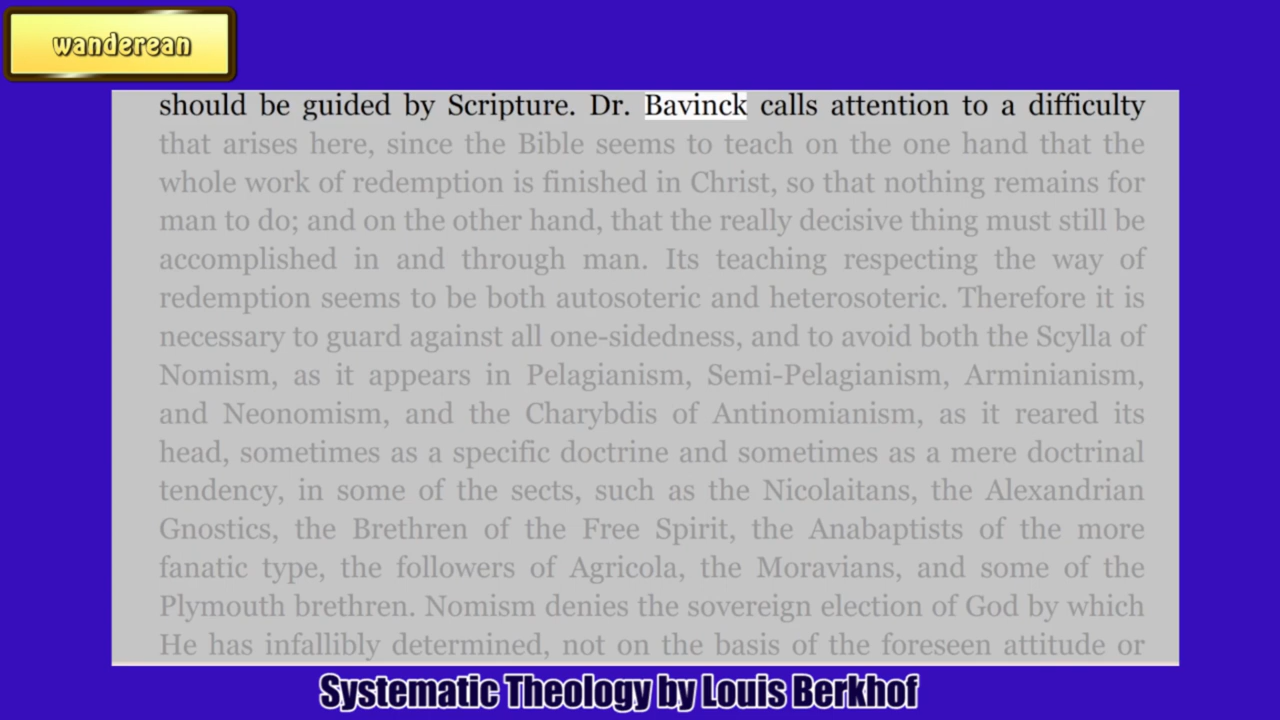 wanderean
should be guided by Scripture. Dr. Bavinck calls attention to a difficulty
that arises here, since the Bible seems to teach on the one hand that the
whole work of redemption is finished in Christ, so that nothing remains for
man to do; and on the other hand, that the really decisive thing must still be
accomplished in and through man. Its teaching respecting the way of
redemption seems to be both autosoteric and heterosoteric. Therefore it is
necessary to guard against all one-sidedness, and to avoid both the Scylla of
Nomism, as it appears in Pelagianism, Semi-Pelagianism, Arminianism,
and Neonomism, and the Charybdis of Antinomianism, as it reared its
head, sometimes as a specific doctrine and sometimes as a mere doctrinal
tendency, in some of the sects, such as the Nicolaitans, the Alexandrian
Gnostics, the Brethren of the Free Spirit, the Anabaptists of the more
fanatic type, the followers of Agricola, the Moravians, and some of the
Plymouth brethren. Nomism denies the sovereign election of God by which
He has infallibly determined, not on the basis of the foreseen attitude or
Systematic Theology by Louis Berkhof